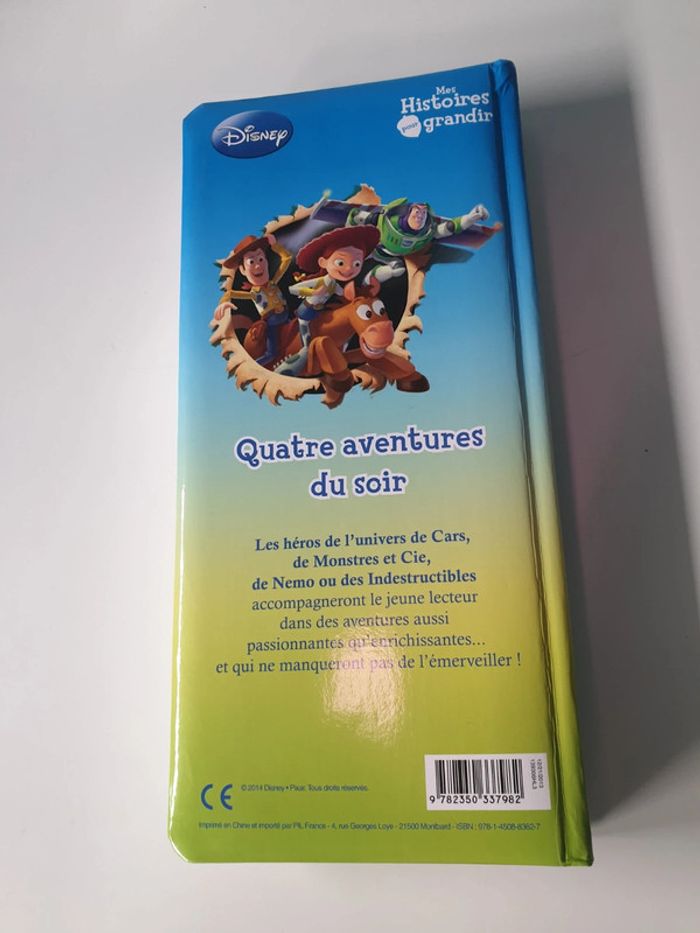 Disney
Mes
Histoires
pour
grandir
Quatre aventures
du soir
Les héros de l'univers de Cars,
de Monstres et Cie,
de Nemo ou des Indestructibles
accompagneront le jeune lecteur
dans des aventures aussi
passionnantes qu'enrichissantes...
et qui ne manqueront pas de l'émerveiller !
CE
© 2014 Disney • Pixar. Tous droits réservés.
9 782350 337982
Imprimé en Chine et importé par PIL France - 4, rue Georges Loye - 21500 Montbard - ISBN : 978-1-4508-8362-7